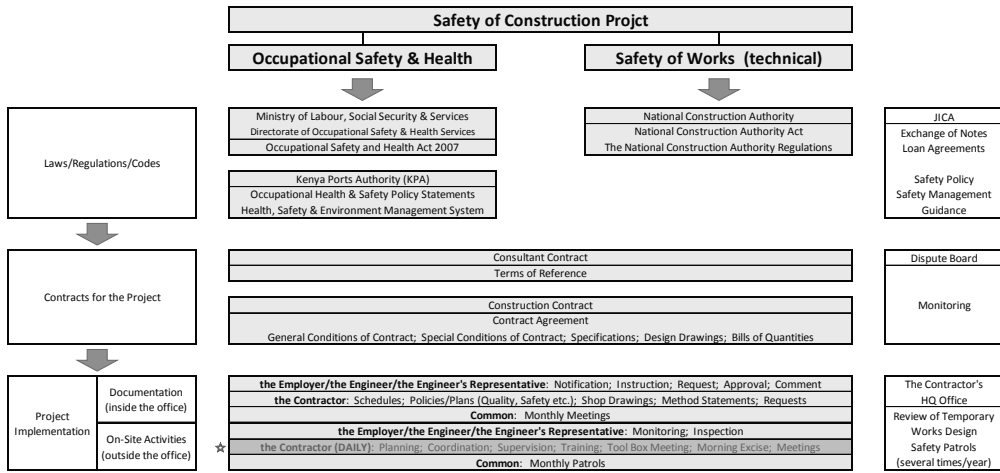 Safety of Construction Projct
Occupational Safety & Health
Safety of Works (technical)
Laws/Regulations/Codes
Ministry of Labour, Social Security & Services
Directorate of Occupational Safety & Health Services
Occupational Safety and Health Act 2007
Kenya Ports Authority (KPA)
Occupational Health & Safety Policy Statements
Health, Safety & Environment Management System
National Construction Authority
National Construction Authority Act
The National Construction Authority Regulations
JICA
Exchange of Notes
Loan Agreements
Safety Policy
Safety Management
Guidance
Contracts for the Project
Consultant Contract
Terms of Reference
Construction Contract
Contract Agreement
General Conditions of Contract; Special Conditions of Contract; Specifications; Design Drawings; Bills of Quantities
Dispute Board
Monitoring
Project
Implementation
Documentation
(inside the office)
On-Site Activities
(outside the office)
the Employer/the Engineer/the Engineer's Representative: Notification; Instruction; Request; Approval; Comment
the Contractor: Schedules; Policies/Plans (Quality, Safety etc.); Shop Drawings; Method Statements; Requests
Common: Monthly Meetings
the Employer/the Engineer/the Engineer's Representative: Monitoring; Inspection
☆ the Contractor (DAILY): Planning; Coordination; Supervision; Training; Tool Box Meeting; Morning Excise; Meetings
Common: Monthly Patrols
The Contractor's
HQ Office
Review of Temporary
Works Design
Safety Patrols
(several times/year)